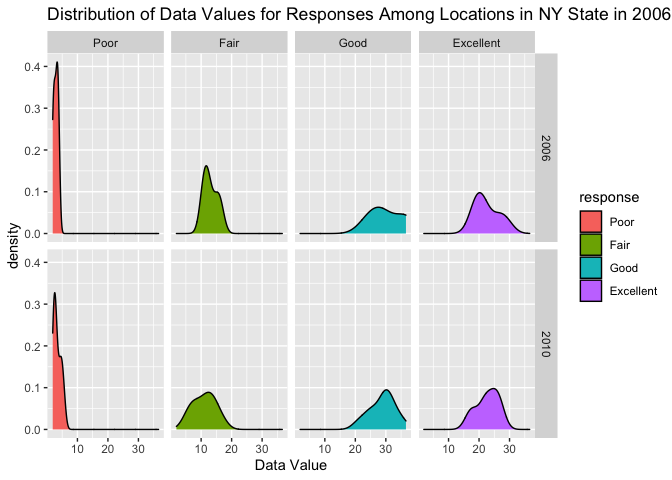 Distribution of Data Values for Responses Among Locations in NY State in 2006
Poor Fair Good Excellent
0.4
0.3
0.2
0.1
0.0
2006
0.4
0.3
0.2
0.1
0.0
2010
density
10 20 30 10 20 30 10 20 30 10 20 30
Data Value
response
Poor
Fair
Good
Excellent